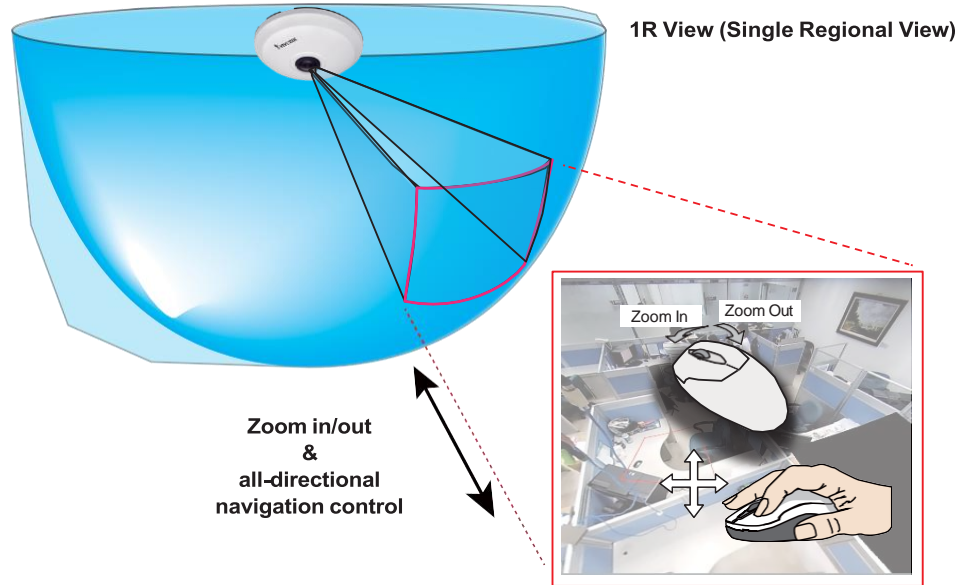 1R View (Single Regional View)
Zoom In
Zoom Out
Zoom in/out
&
all-directional
navigation control